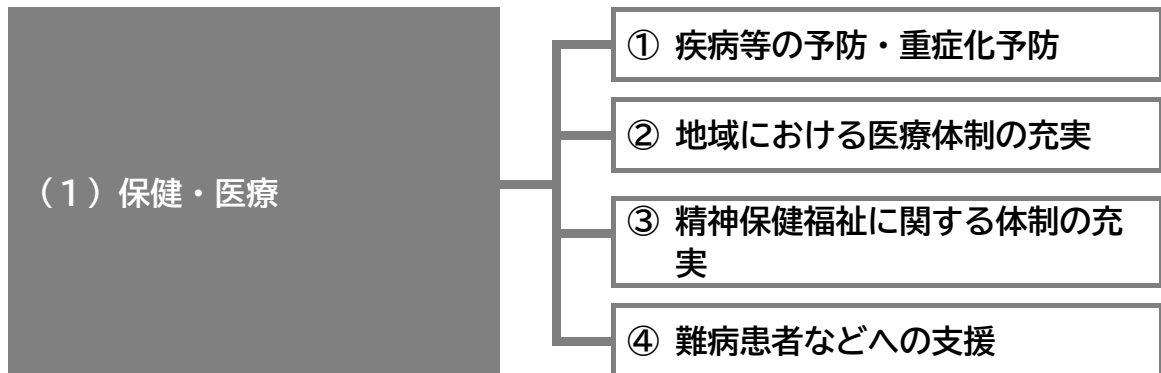 （１）保健・医療
① 疾病等の予防・重症化予防
② 地域における医療体制の充実
③ 精神保健福祉に関する体制の充
実
④ 難病患者などへの支援